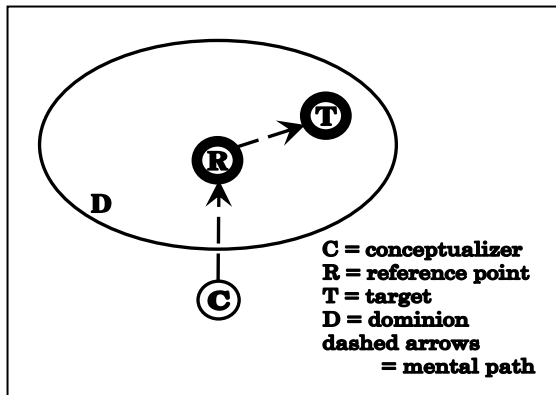 T
R
D
C
C = conceptualizer
R = reference point
T = target
D = dominion
dashed arrows
= mental path